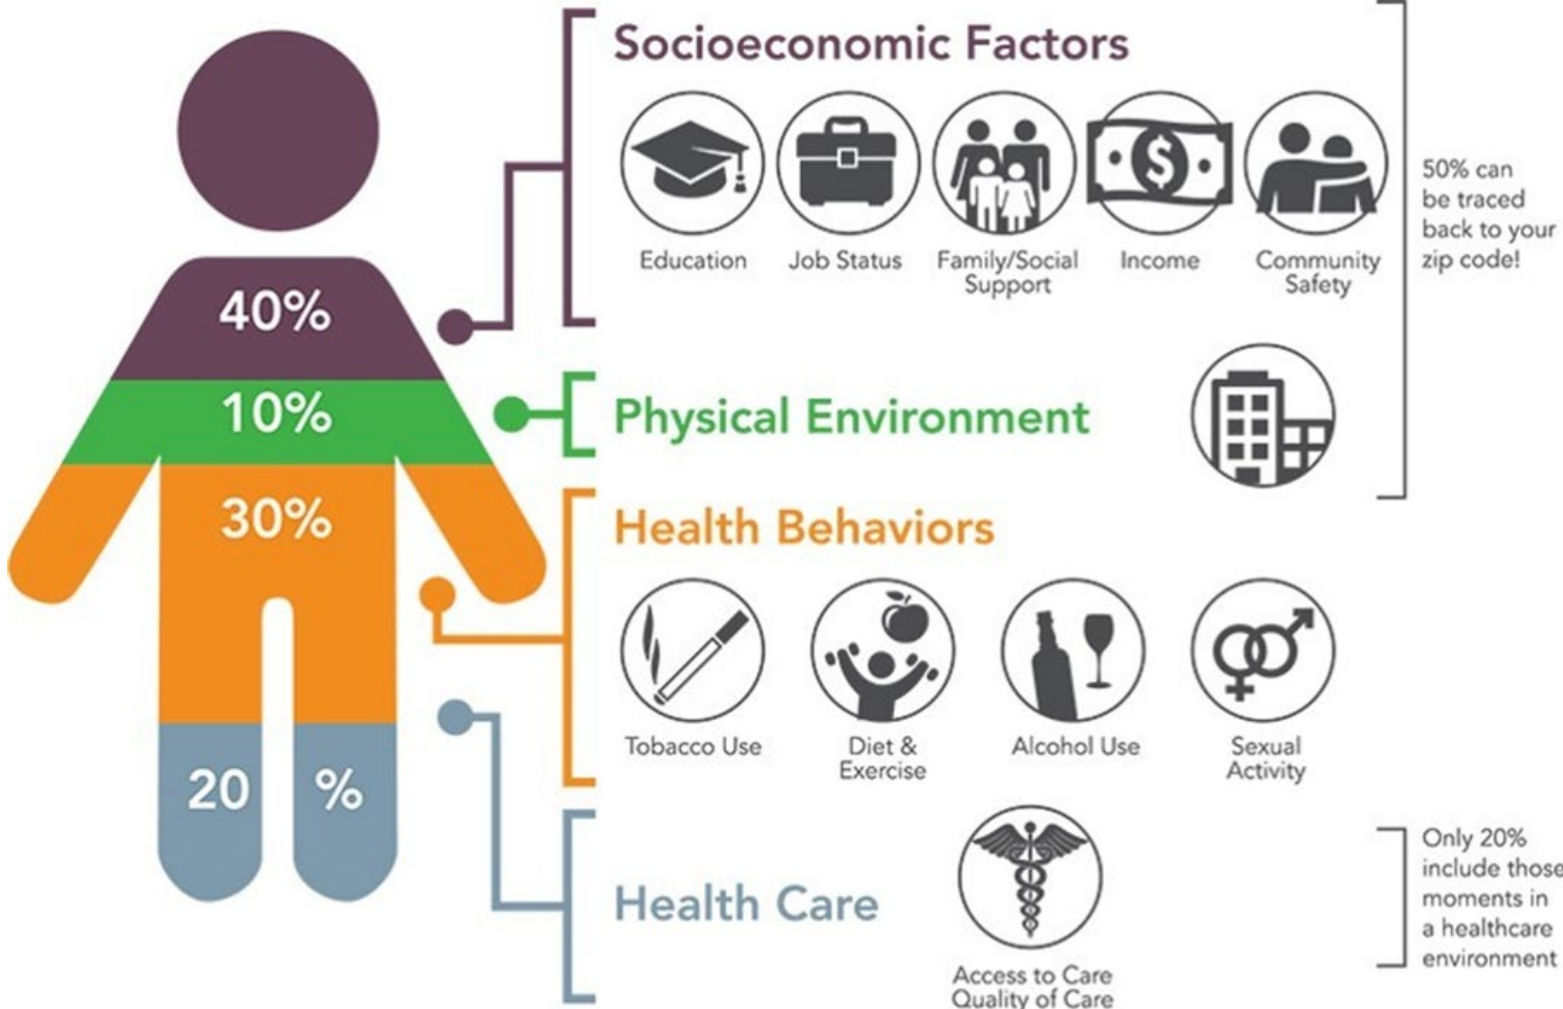 Socioeconomic Factors
Education
Job Status
Family/Social
Support
Income
Community
Safety
50% can
be traced
back to your
zip code!
40%
10%
Physical Environment
30%
Health Behaviors
Tobacco Use
Diet &
Exercise
Alcohol Use
Sexual
Activity
20 %
Health Care
Access to Care
Quality of Care
Only 20%
include those
moments in
a healthcare
environment